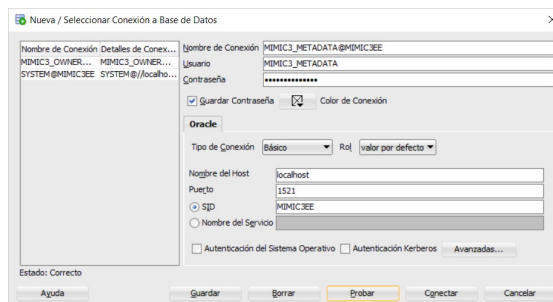 Nueva / Seleccionar Conexión a Base de Datos
Nombre de Conexión Detalles de Conex...
MIMIC3_OWNER... MIMIC3_OWNER...
SYSTEM@MIMIC3EE SYSTEM@//localho...
Nombre de Conexión MIMIC3_METADATA@MIMIC3EE
Usuario MIMIC3_METADATA
Contraseña ••••••••••••••
Guardar Contraseña Color de Conexión
Oracle
Tipo de Conexión Básico Rol valor por defecto
Nombre del Host localhost
Puerto 1521
SID MIMIC3EE
Nombre del Servicio
Autenticación del Sistema Operativo Autenticación Kerberos Avanzadas...
Estado: Correcto
Ayuda Guardar Borrar Probar Conectar Cancelar